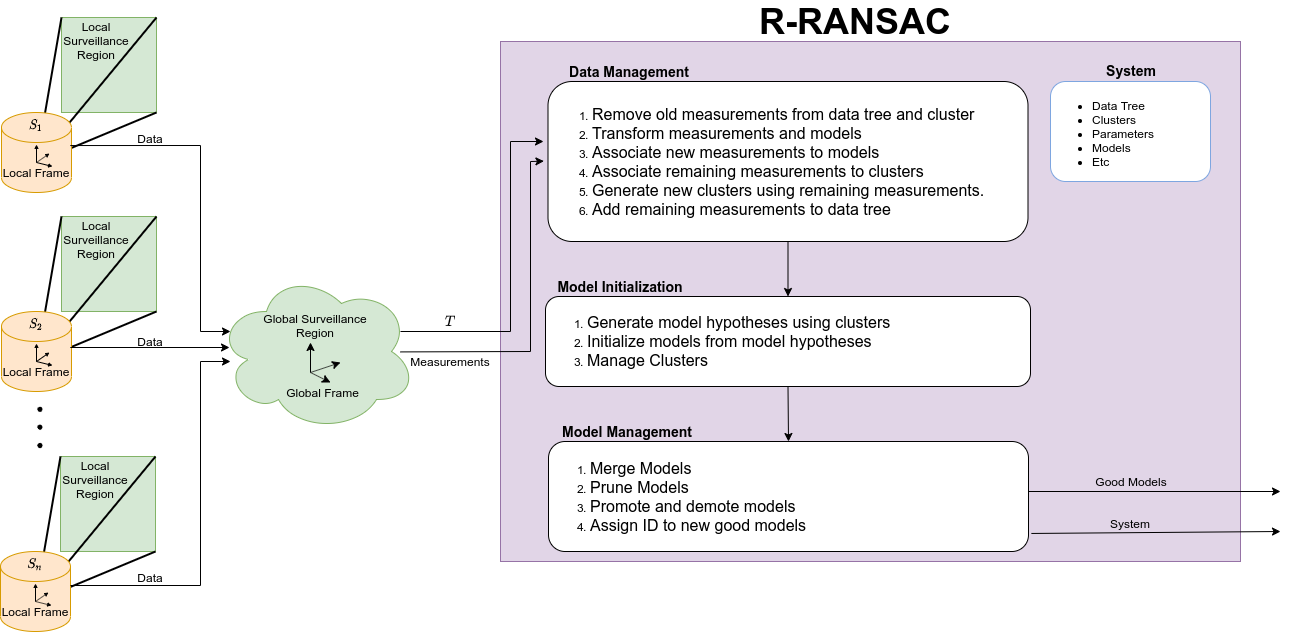 R-RANSAC
Local
Surveillance
Region
S1
Local Frame
Data
Local
Surveillance
Region
S2
Local Frame
Data
Local
Surveillance
Region
Sn
Local Frame
Data
Global Surveillance
Region
Global Frame
T
Measurements
Data Management
1. Remove old measurements from data tree and cluster
2. Transform measurements and models
3. Associate new measurements to models
4. Associate remaining measurements to clusters
5. Generate new clusters using remaining measurements.
6. Add remaining measurements to data tree
System
• Data Tree
• Clusters
• Parameters
• Models
• Etc
Model Initialization
1. Generate model hypotheses using clusters
2. Initialize models from model hypotheses
3. Manage Clusters
Model Management
1. Merge Models
2. Prune Models
3. Promote and demote models
4. Assign ID to new good models
Good Models
System